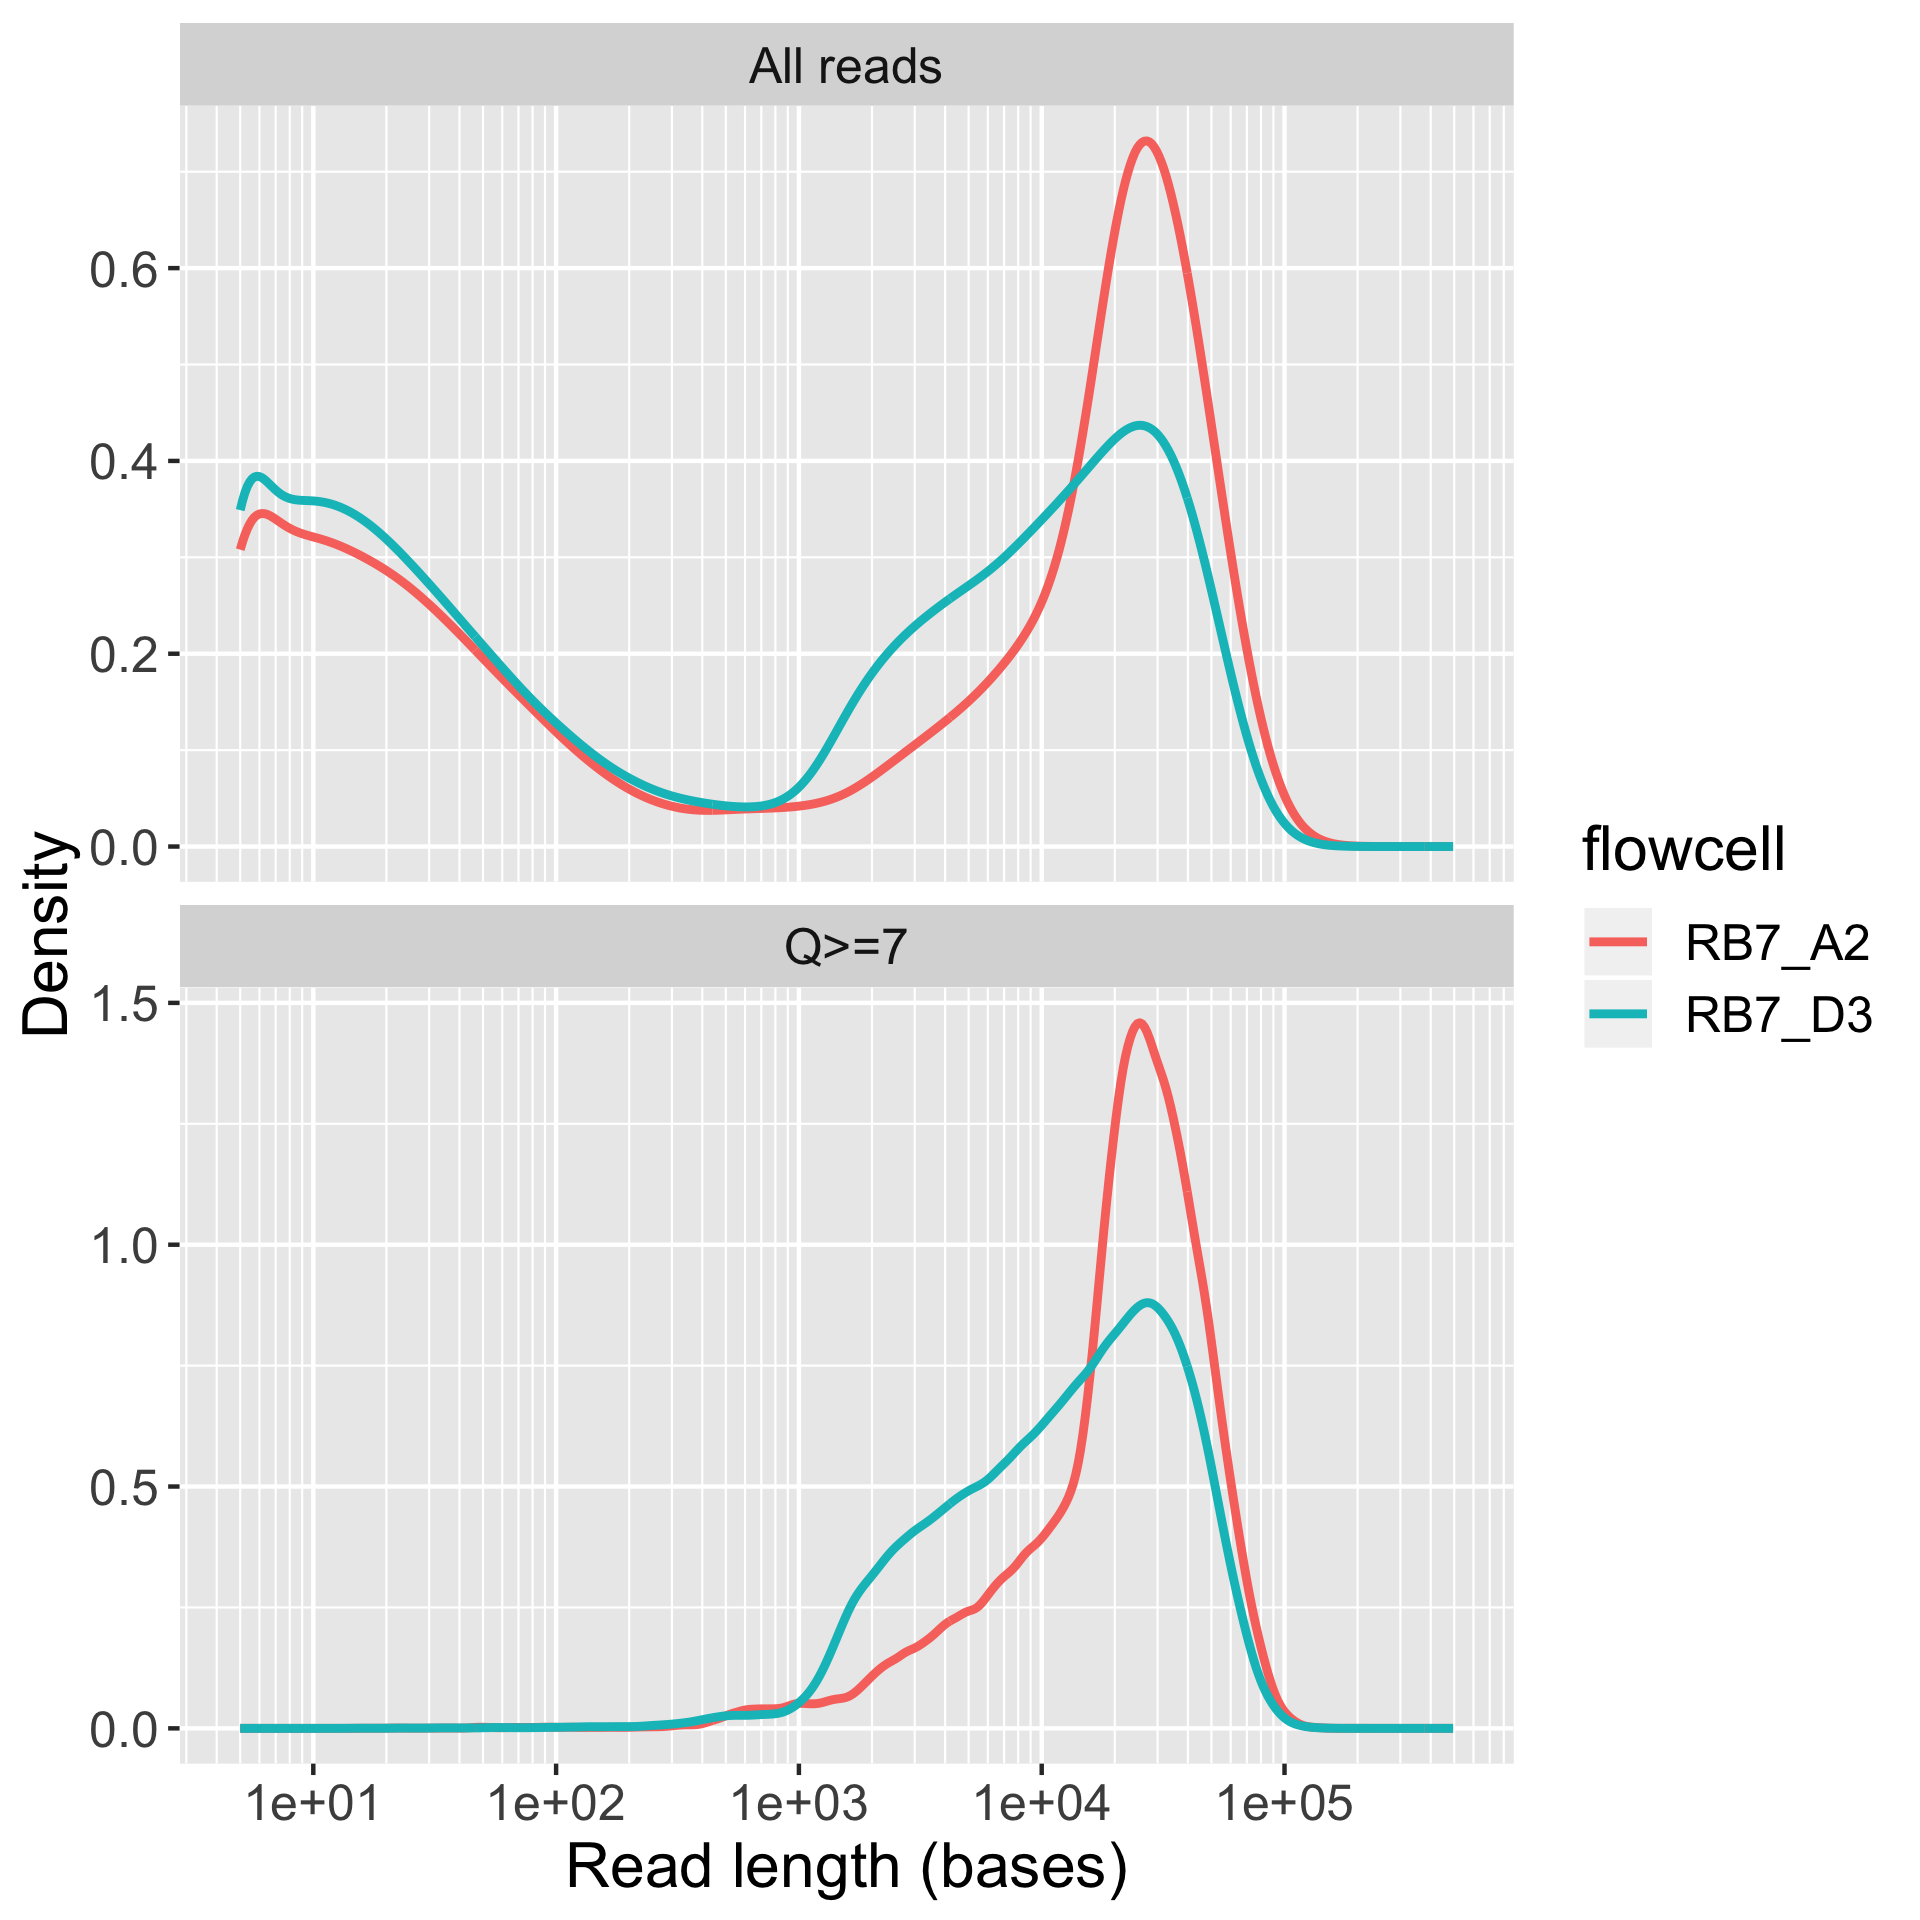 All reads
0.6
0.4
0.2
0.0
Q>=7
1.5
1.0
0.5
0.0
1e+01 1e+02 1e+03 1e+04 1e+05
Read length (bases)
Density
flowcell
RB7_A2
RB7_D3